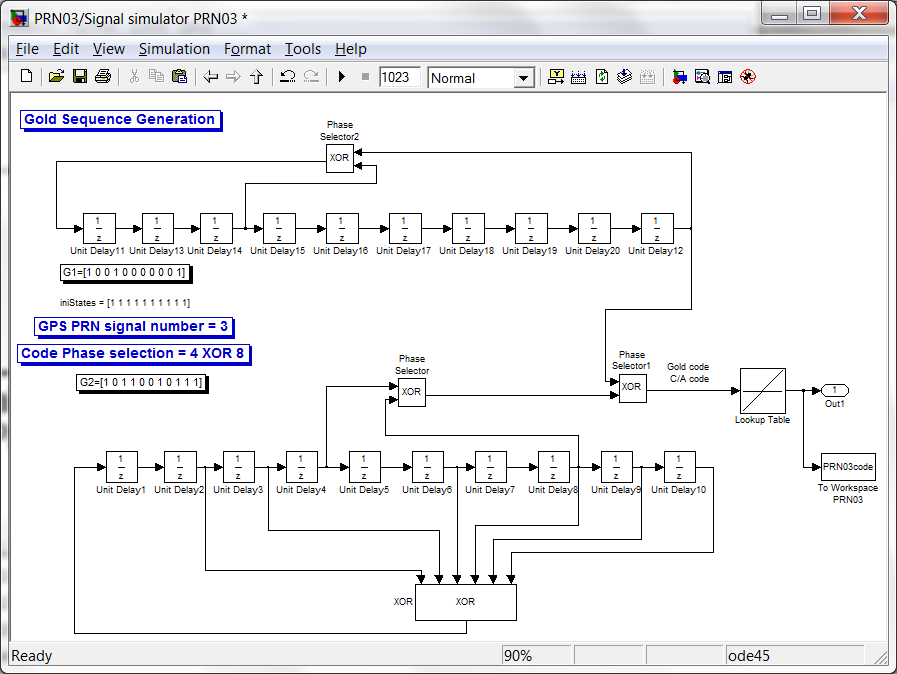 PRN03/Signal simulator PRN03 *
File Edit View Simulation Format Tools Help
1023 Normal
Gold Sequence Generation
Phase
Selector2
XOR
1 1 1 1 1 1 1 1 1 1
z z z z z z z z z z
Unit Delay11 Unit Delay13 Unit Delay14 Unit Delay15 Unit Delay16 Unit Delay17 Unit Delay18 Unit Delay19 Unit Delay20 Unit Delay12
G1=[1 0 0 1 0 0 0 0 0 0 1]
iniStates = [1 1 1 1 1 1 1 1 1 1]
GPS PRN signal number = 3
Code Phase selection = 4 XOR 8
G2=[1 0 1 1 0 0 1 0 1 1 1]
Phase
Selector
XOR
Phase
Selector1
XOR
Gold code
C/A code
Lookup Table
1
Out1
PRN03code
To Workspace
PRN03
1 1 1 1 1 1 1 1 1 1
z z z z z z z z z z
Unit Delay1 Unit Delay2 Unit Delay3 Unit Delay4 Unit Delay5 Unit Delay6 Unit Delay7 Unit Delay8 Unit Delay9 Unit Delay10
XOR XOR
Ready 90% ode45